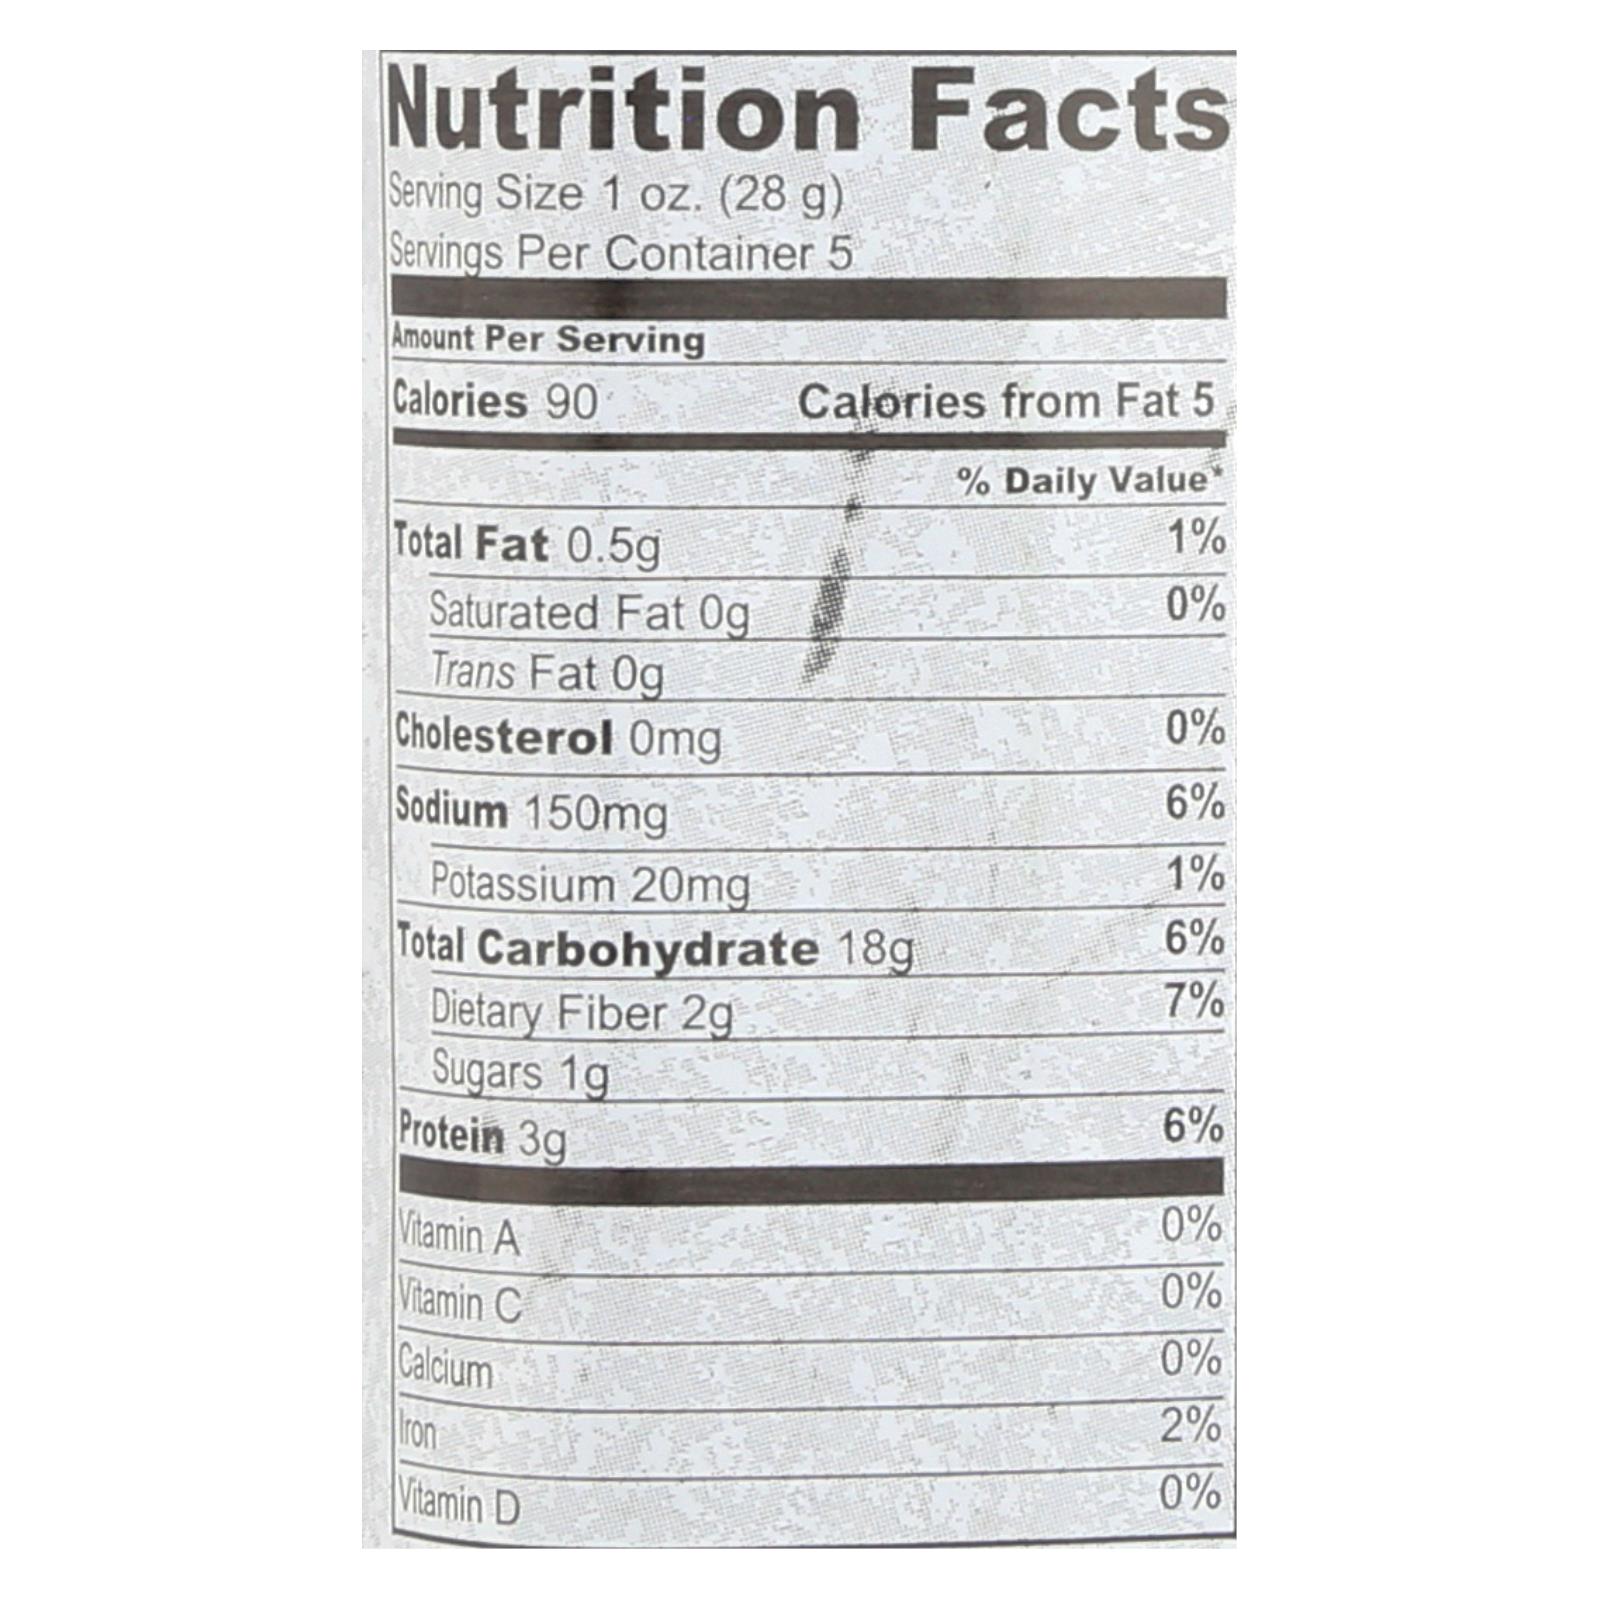 Nutrition Facts
Serving Size 1 oz. (28 g)
Servings Per Container 5
Amount Per Serving
Calories 90 Calories from Fat 5
% Daily Value*
Total Fat 0.5g 1%
Saturated Fat 0g 0%
Trans Fat 0g
Cholesterol 0mg 0%
Sodium 150mg 6%
Potassium 20mg 1%
Total Carbohydrate 18g 6%
Dietary Fiber 2g 7%
Sugars 1g
Protein 3g 6%
Vitamin A 0%
Vitamin C 0%
Calcium 0%
Iron 2%
Vitamin D 0%